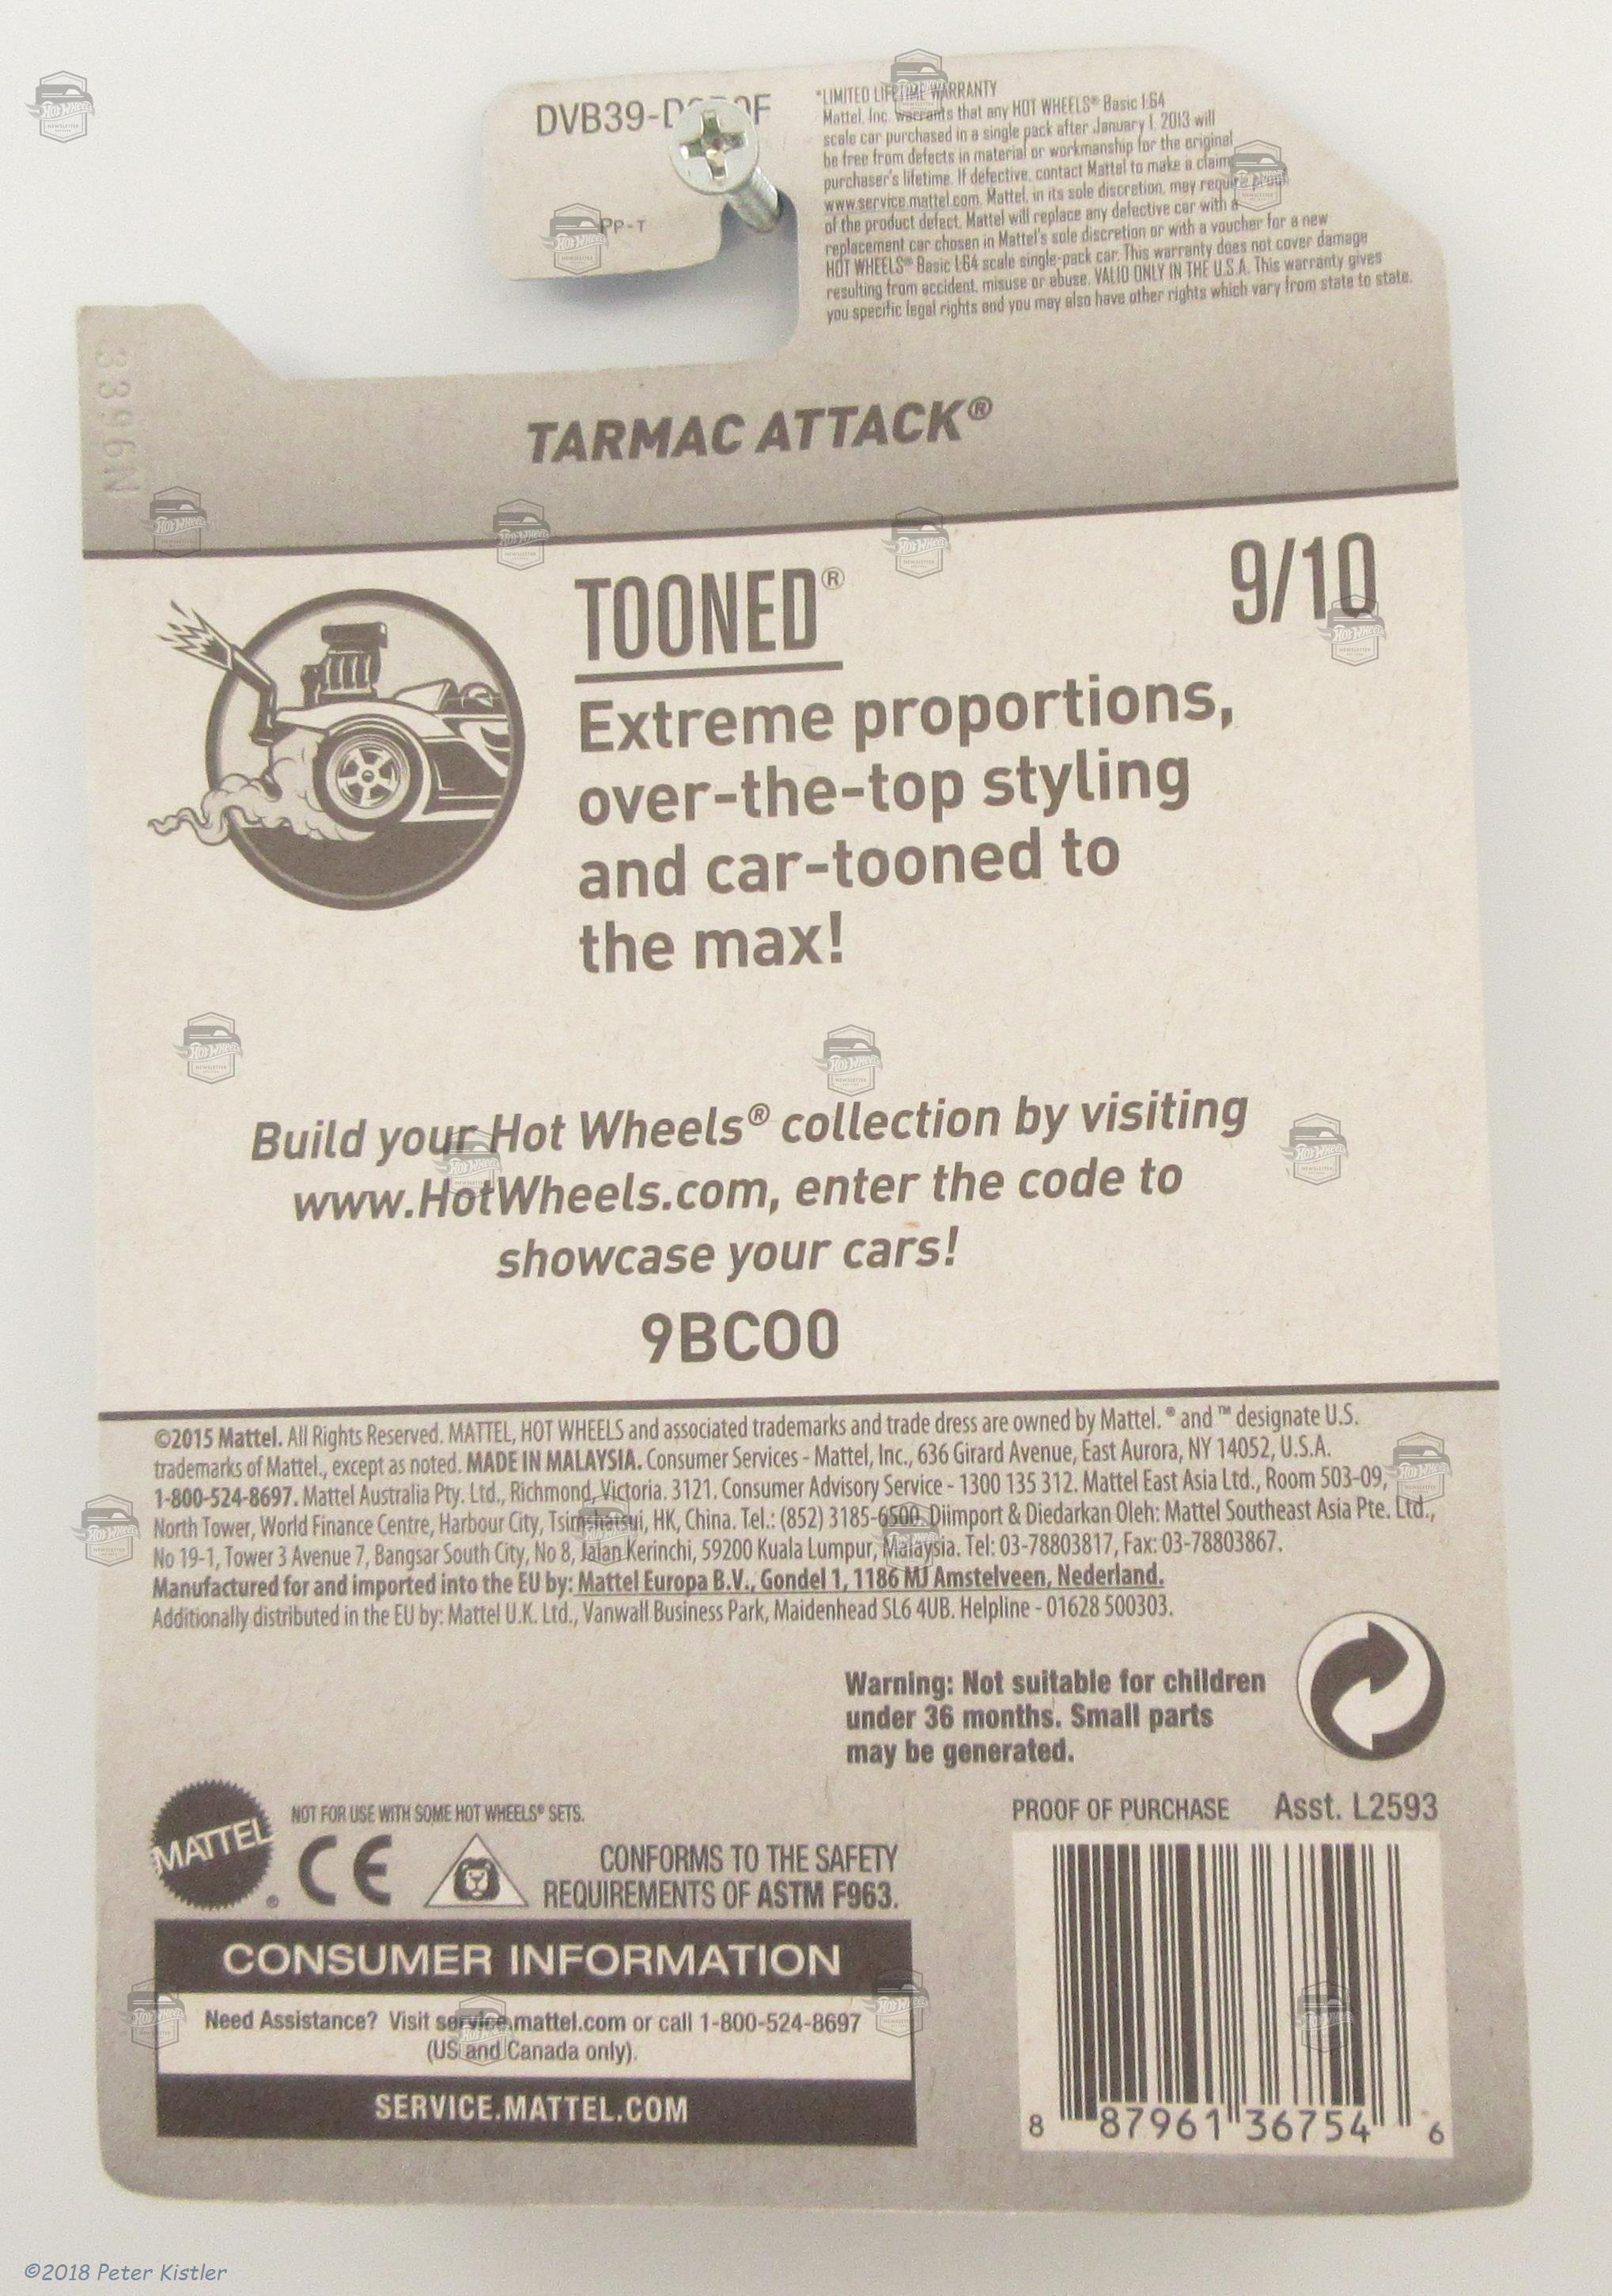 DVB39-
PP-T
*LIMITED LIFETIME WARRANTY
Mattel, Inc. warrants that any HOT WHEELS® Basic 1:64
scale car purchased in a single pack after January 1, 2013 will
be free from defects in material or workmanship for the original
purchaser's lifetime. If defective, contact Mattel to make a claim
www.service.mattel.com. Mattel, in its sole discretion, may require proof
of the product defect. Mattel will replace any defective car with a
replacement car chosen in Mattel's sole discretion or with a voucher for a new
HOT WHEELS® Basic 1:64 scale single-pack car. This warranty does not cover damage
resulting from accident, misuse or abuse. VALID ONLY IN THE U.S.A. This warranty gives
you specific legal rights and you may also have other rights which vary from state to state.
3396N
TARMAC ATTACK®
TOONED®
9/10
Extreme proportions,
over-the-top styling
and car-tooned to
the max!
Build your Hot Wheels® collection by visiting
www.HotWheels.com, enter the code to
showcase your cars!
9BCO0
©2015 Mattel. All Rights Reserved. MATTEL, HOT WHEELS and associated trademarks and trade dress are owned by Mattel. ® and ™ designate U.S.
trademarks of Mattel., except as noted. MADE IN MALAYSIA. Consumer Services - Mattel, Inc., 636 Girard Avenue, East Aurora, NY 14052, U.S.A.
1-800-524-8697. Mattel Australia Pty. Ltd., Richmond, Victoria. 3121. Consumer Advisory Service - 1300 135 312. Mattel East Asia Ltd., Room 503-09,
North Tower, World Finance Centre, Harbour City, Tsimshatsui, HK, China. Tel.: (852) 3185-6500. Diimport & Diedarkan Oleh: Mattel Southeast Asia Pte. Ltd.,
No 19-1, Tower 3 Avenue 7, Bangsar South City, No 8, Jalan Kerinchi, 59200 Kuala Lumpur, Malaysia. Tel: 03-78803817, Fax: 03-78803867.
Manufactured for and imported into the EU by: Mattel Europa B.V., Gondel 1, 1186 MJ Amstelveen, Nederland.
Additionally distributed in the EU by: Mattel U.K. Ltd., Vanwall Business Park, Maidenhead SL6 4UB. Helpline - 01628 500303.
Warning: Not suitable for children
under 36 months. Small parts
may be generated.
MATTEL®
NOT FOR USE WITH SOME HOT WHEELS® SETS.
CE
CONFORMS TO THE SAFETY
REQUIREMENTS OF ASTM F963.
PROOF OF PURCHASE Asst. L2593
CONSUMER INFORMATION
Need Assistance? Visit service.mattel.com or call 1-800-524-8697
(US and Canada only).
SERVICE.MATTEL.COM
8 87961 36754 6
Hot Wheels
NEWSLETTER
©2018 Peter Kistler